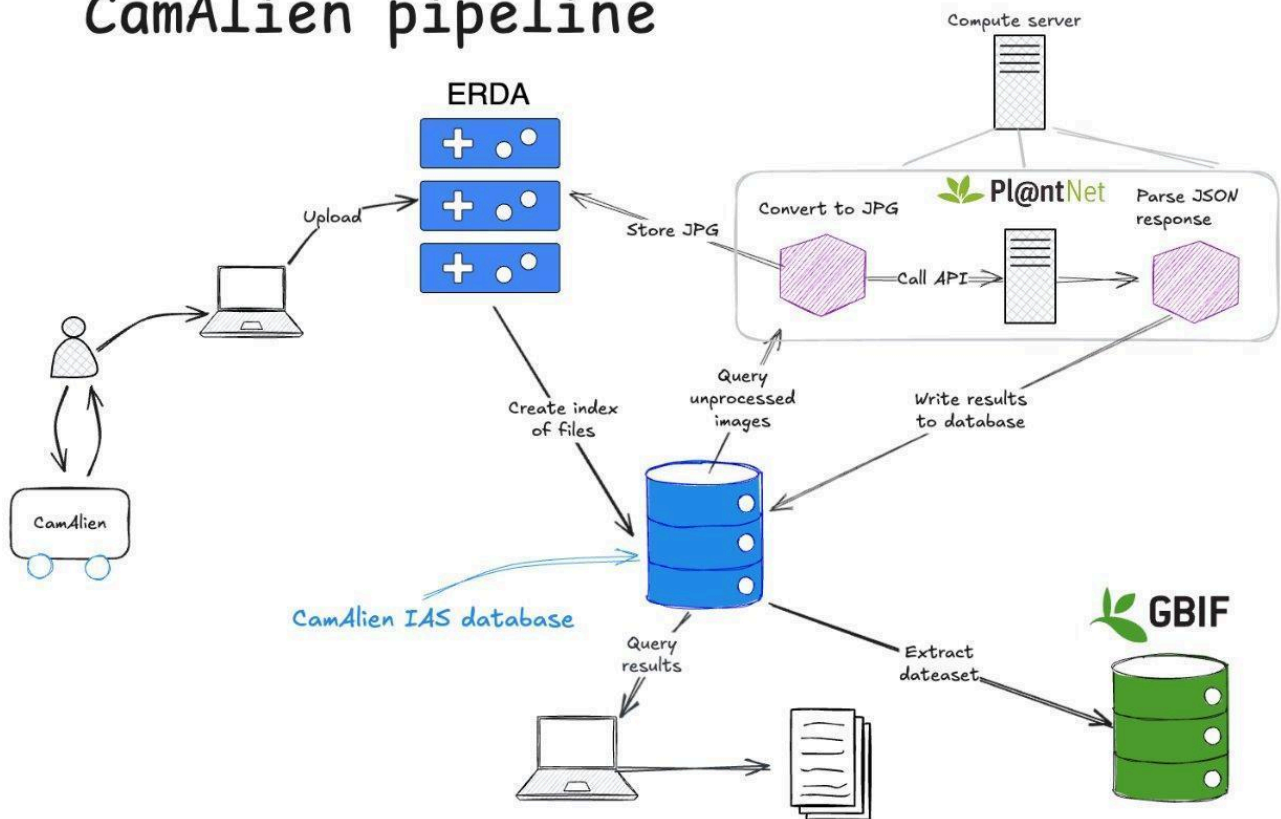 CamAlien pipeline
Compute server
ERDA
Pl@ntNet
Convert to JPG
Parse JSON
response
Upload
Store JPG
Call API
Query
unprocessed
images
Create index
of files
Write results
to database
CamAlien
CamAlien IAS database
GBIF
Query
results
Extract
dateaset